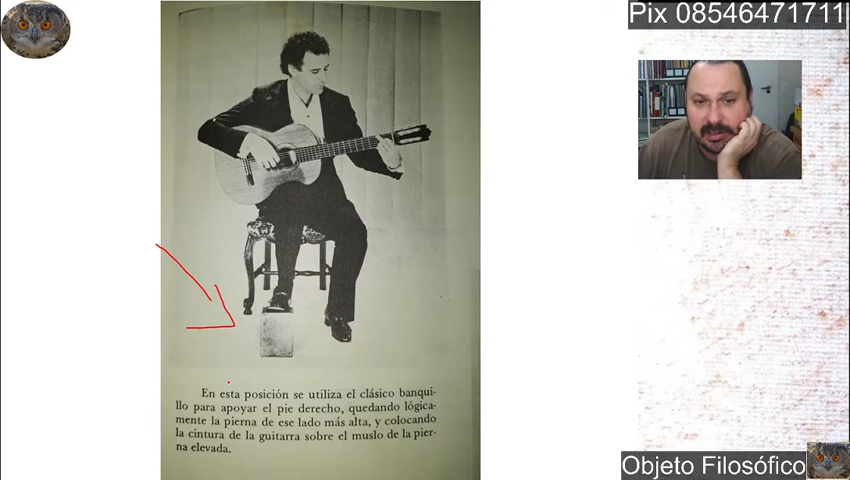 Pix 08546471711
En esta posición se utiliza el clásico banqui-
llo para apoyar el pie derecho, quedando lógica-
mente la pierna de ese lado más alta, y colocando
la cintura de la guitarra sobre el muslo de la pier-
na elevada.
Objeto Filosófico